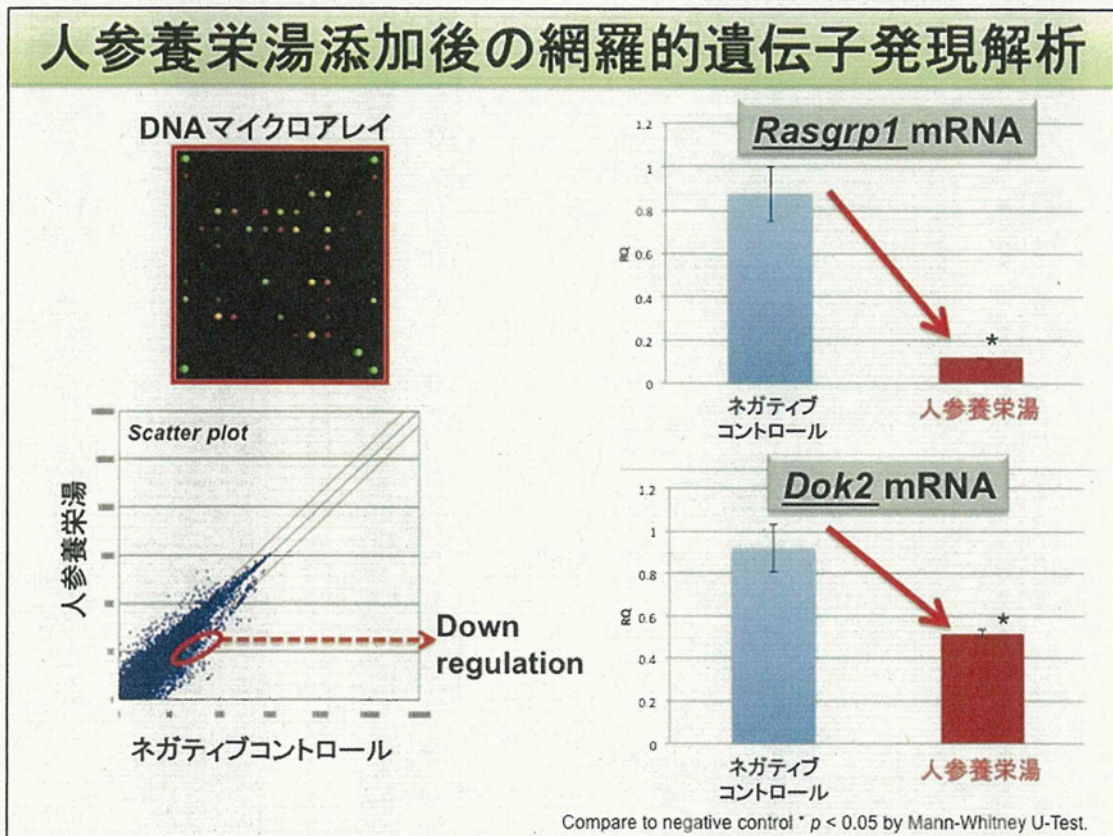 人参養栄湯添加後の網羅的遺伝子発現解析
DNAマイクロアレイ
Scatter plot
人参養栄湯
ネガティブコントロール
Down
regulation
Rasgrp1 mRNA
1.2
1
0.8
0.6
0.4
0.2
0
RQ
*
ネガティブ
コントロール
人参養栄湯
Dok2 mRNA
1.2
1
0.8
0.6
0.4
0.2
0
RQ
*
ネガティブ
コントロール
人参養栄湯
Compare to negative control * p < 0.05 by Mann-Whitney U-Test.